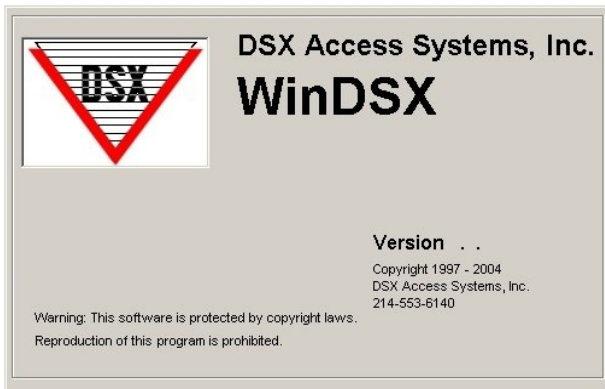 DSX Access Systems, Inc.
DSX
WinDSX
Version . .
Copyright 1997 - 2004
DSX Access Systems, Inc.
214-553-6140
Warning: This software is protected by copyright laws.
Reproduction of this program is prohibited.